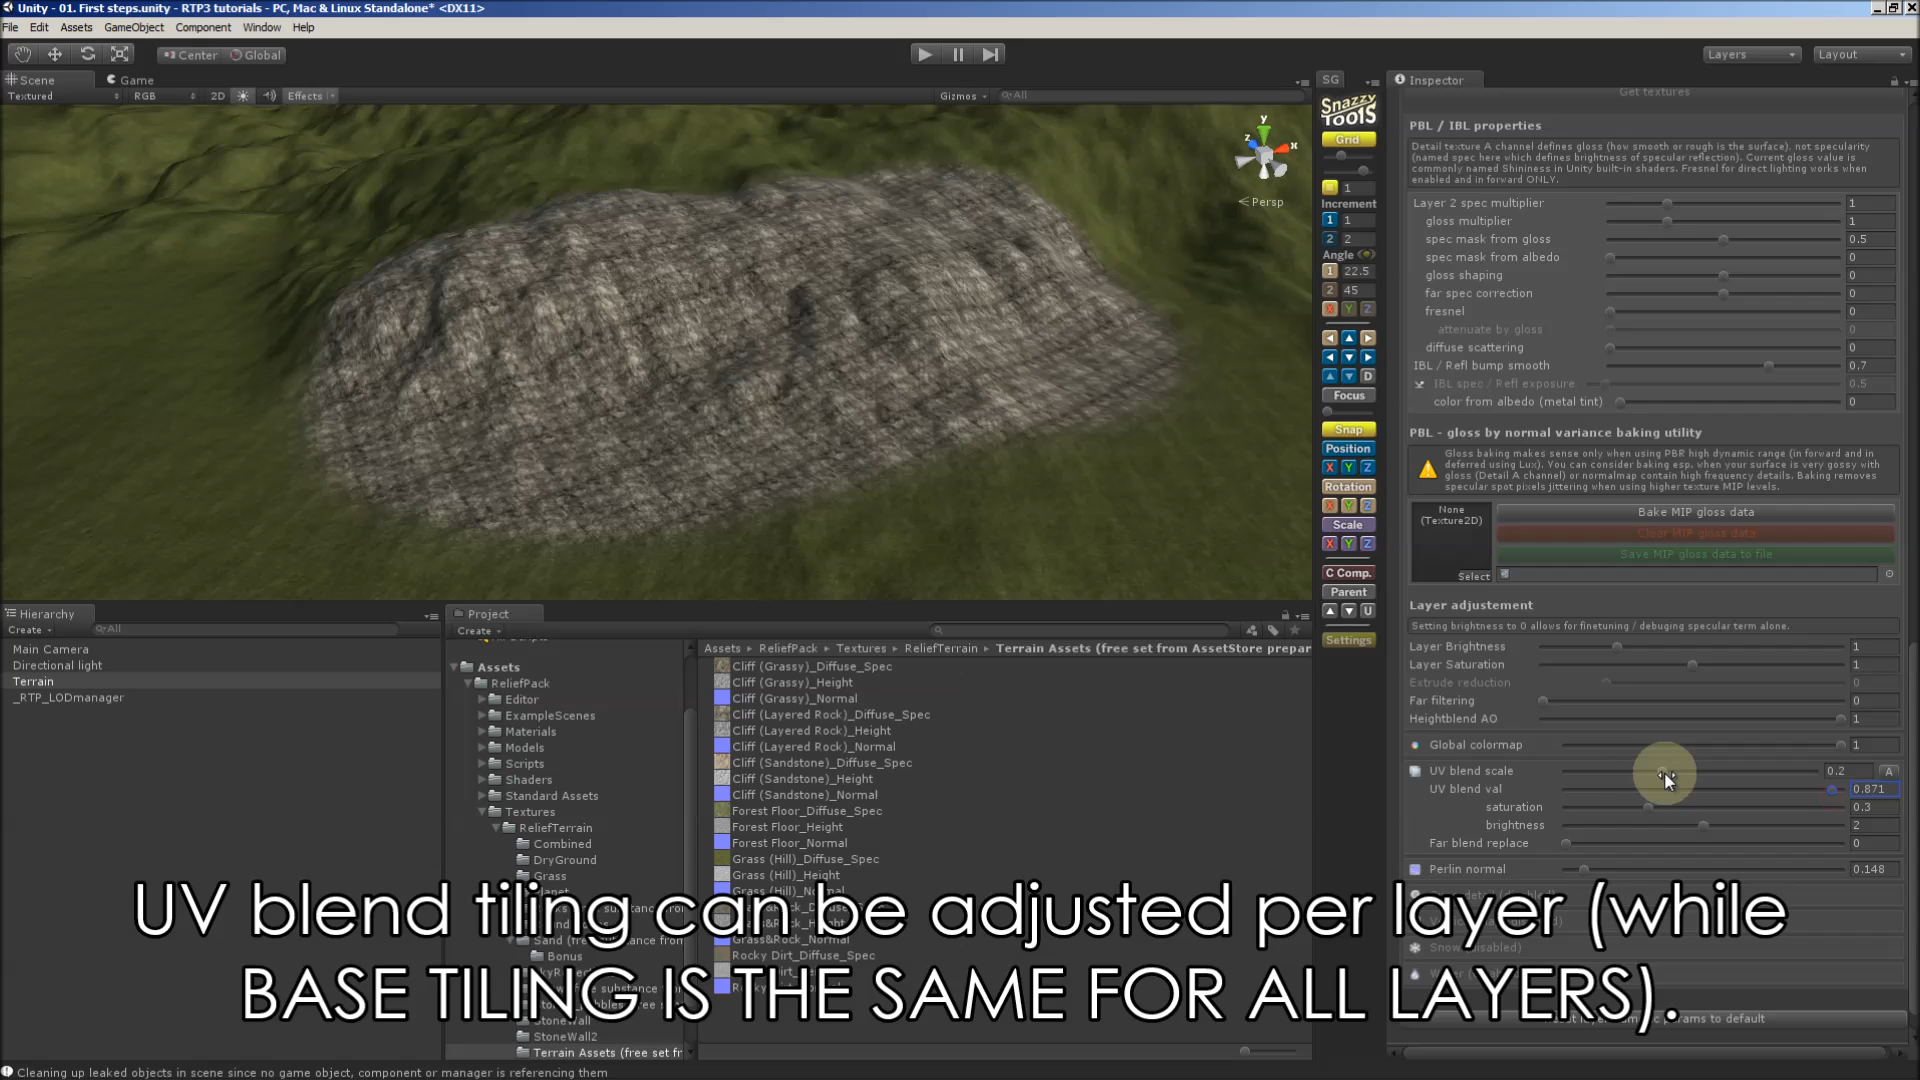 Unity - 01. First steps.unity - RTP3 tutorials - PC, Mac & Linux Standalone* <DX11>
File Edit Assets GameObject Component Window Help
Center Global Layers Layout
Scene Game
Textured RGB 2D Effects Gizmos All
y
z x
Persp
SG
Snazzy Tools
Grid
1
Increment
1 1
2 2
Angle
1 22.5
2 45
X Y Z
D
Focus
Snap
Position
X Y Z
Rotation
X Y Z
Scale
X Y Z
C Comp.
Parent
U
Settings
Inspector
Get textures
PBL / IBL properties
Detail texture A channel defines gloss (how smooth or rough is the surface), not specularity
(named spec here which defines brightness of specular reflection). Current gloss value is
commonly named Shininess in Unity built-in shaders. Fresnel for direct lighting works when
enabled and in forward ONLY.
Layer 2 spec multiplier 1
gloss multiplier 1
spec mask from gloss 0.5
spec mask from albedo 0
gloss shaping 0
far spec correction 0
fresnel 0
attenuate by gloss 0
diffuse scattering 0
IBL / Refl bump smooth 0.7
IBL spec / Refl exposure 0.5
color from albedo (metal tint) 0
PBL - gloss by normal variance baking utility
Gloss baking makes sense only when using PBR high dynamic range (in forward and in
deferred using Lux). You can consider baking esp. when your surface is very gossy with
gloss (Detail A channel) or normalmap contain high frequency details. Baking removes
specular spot pixels jittering when using higher texture MIP levels.
None
(Texture2D)
Select
Bake MIP gloss data
Clear MIP gloss data
Save MIP gloss data to file
Layer adjustement
Setting brightness to 0 allows for finetuning / debuging specular term alone.
Layer Brightness 1
Layer Saturation 1
Extrude reduction 0
Far filtering 0
Heightblend AO 1
Global colormap 1
UV blend scale 0.2 A
UV blend val 0.871
saturation 0.3
brightness 2
Far blend replace 0
Perlin normal 0.148
Snow (disabled)
params to default
Hierarchy
Create All
Main Camera
Directional light
Terrain
_RTP_LODmanager
Project
Create
Assets
ReliefPack
Editor
ExampleScenes
Materials
Models
Scripts
Shaders
Standard Assets
Textures
ReliefTerrain
Combined
DryGround
Grass
Bonus
StoneWall
StoneWall2
Terrain Assets (free set fr
Assets ReliefPack Textures ReliefTerrain Terrain Assets (free set from AssetStore prepar
Cliff (Grassy)_Diffuse_Spec
Cliff (Grassy)_Height
Cliff (Grassy)_Normal
Cliff (Layered Rock)_Diffuse_Spec
Cliff (Layered Rock)_Height
Cliff (Layered Rock)_Normal
Cliff (Sandstone)_Diffuse_Spec
Cliff (Sandstone)_Height
Cliff (Sandstone)_Normal
Forest Floor_Diffuse_Spec
Forest Floor_Height
Forest Floor_Normal
Grass (Hill)_Diffuse_Spec
Grass (Hill)_Height
Grass (Hill)_Normal
Grass&Rock_Normal
Rocky Dirt_Diffuse_Spec
UV blend tiling can be adjusted per layer (while
BASE TILING IS THE SAME FOR ALL LAYERS).
Cleaning up leaked objects in scene since no game object, component or manager is referencing them